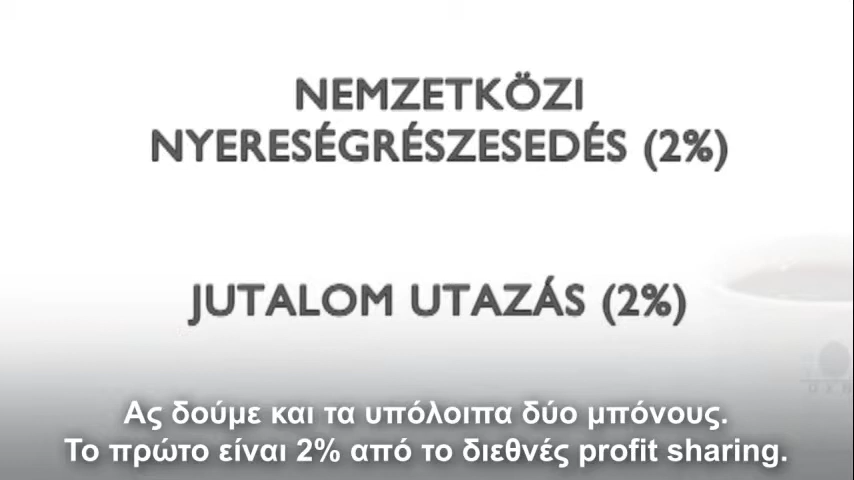 NEMZETKÖZI
NYERESÉGRÉSZESEDÉS (2%)
JUTALOM UTAZÁS (2%)
Ας δούμε και τα υπόλοιπα δύο μπόνους.
Το πρώτο είναι 2% από το διεθνές profit sharing.